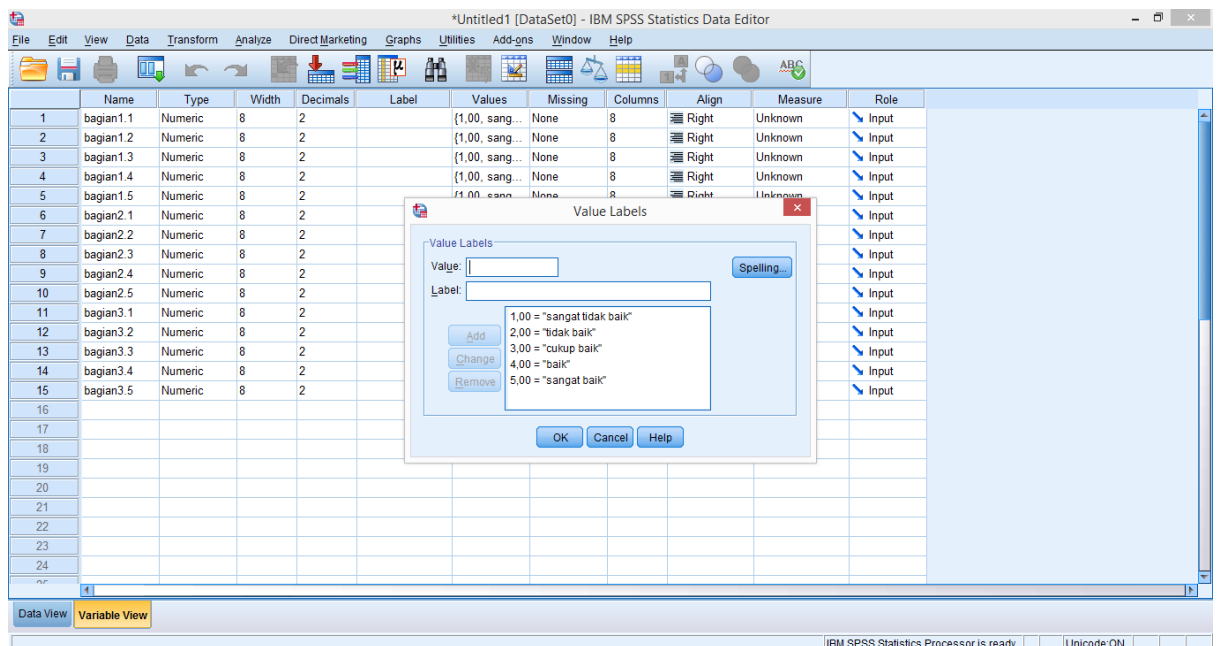 *Untitled1 [DataSet0] - IBM SPSS Statistics Data Editor
File Edit View Data Transform Analyze Direct Marketing Graphs Utilities Add-ons Window Help
Name Type Width Decimals Label Values Missing Columns Align Measure Role
1 bagian1.1 Numeric 8 2 {1,00, sang... None 8 Right Unknown Input
2 bagian1.2 Numeric 8 2 {1,00, sang... None 8 Right Unknown Input
3 bagian1.3 Numeric 8 2 {1,00, sang... None 8 Right Unknown Input
4 bagian1.4 Numeric 8 2 {1,00, sang... None 8 Right Unknown Input
5 bagian1.5 Numeric 8 2 {1,00, sang... None 8 Right Unknown Input
6 bagian2.1 Numeric 8 2 Input
7 bagian2.2 Numeric 8 2 Input
8 bagian2.3 Numeric 8 2 Input
9 bagian2.4 Numeric 8 2 Input
10 bagian2.5 Numeric 8 2 Input
11 bagian3.1 Numeric 8 2 Input
12 bagian3.2 Numeric 8 2 Input
13 bagian3.3 Numeric 8 2 Input
14 bagian3.4 Numeric 8 2 Input
15 bagian3.5 Numeric 8 2 Input
16
17
18
19
20
21
22
23
24
Value Labels
Value Labels
Value:
Spelling...
Label:
1,00 = "sangat tidak baik"
Add 2,00 = "tidak baik"
3,00 = "cukup baik"
Change 4,00 = "baik"
Remove 5,00 = "sangat baik"
OK Cancel Help
Data View Variable View
IBM SPSS Statistics Processor is ready Unicode:ON